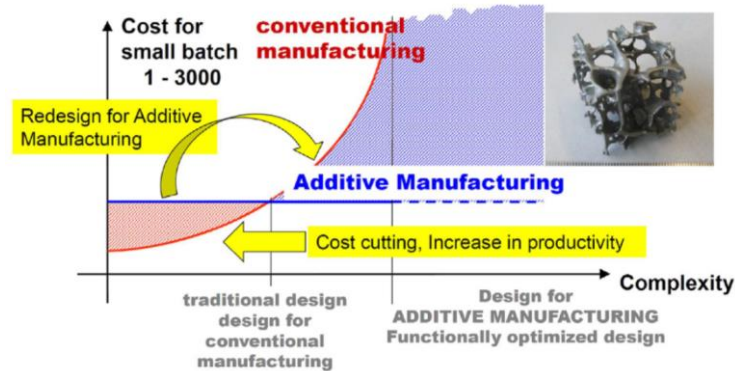 Cost for
small batch
1 - 3000
conventional
manufacturing
Redesign for Additive
Manufacturing
Additive Manufacturing
Cost cutting, Increase in productivity
Complexity
traditional design
design for
conventional
manufacturing
Design for
ADDITIVE MANUFACTURING
Functionally optimized design